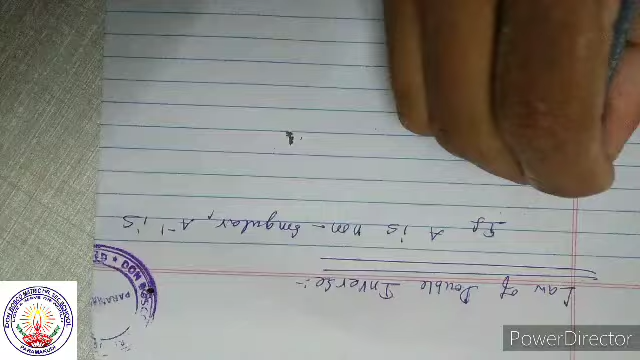 Law of Double Inverse:-
If A is non-Singular, A⁻¹ is
PowerDirector